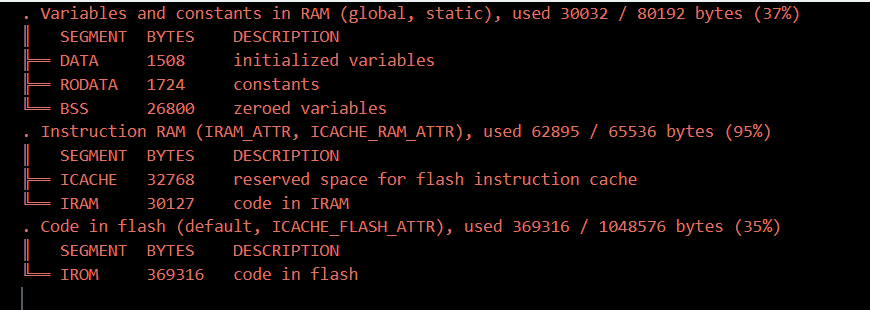 . Variables and constants in RAM (global, static), used 30032 / 80192 bytes (37%)
║   SEGMENT  BYTES    DESCRIPTION
╠══ DATA     1508     initialized variables
╠══ RODATA   1724     constants
╚══ BSS      26800    zeroed variables
. Instruction RAM (IRAM_ATTR, ICACHE_RAM_ATTR), used 62895 / 65536 bytes (95%)
║   SEGMENT  BYTES    DESCRIPTION
╠══ ICACHE   32768    reserved space for flash instruction cache
╚══ IRAM     30127    code in IRAM
. Code in flash (default, ICACHE_FLASH_ATTR), used 369316 / 1048576 bytes (35%)
║   SEGMENT  BYTES    DESCRIPTION
╚══ IROM     369316   code in flash